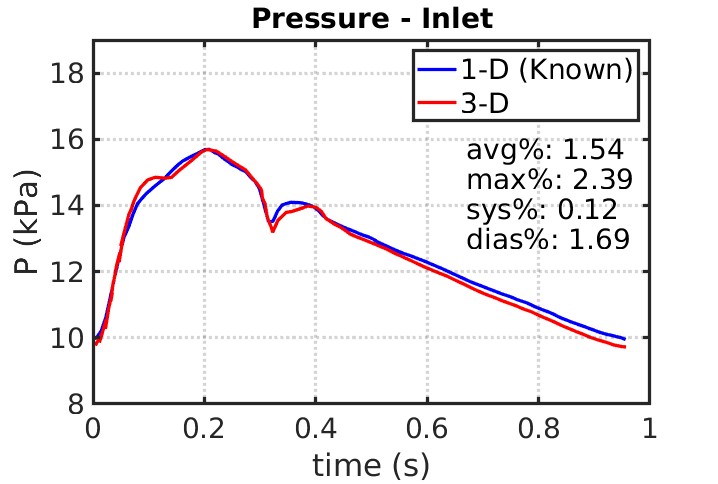 Pressure - Inlet
P (kPa)
18
16
14
12
10
8
1-D (Known)
3-D
avg%: 1.54
max%: 2.39
sys%: 0.12
dias%: 1.69
0 0.2 0.4 0.6 0.8 1
time (s)